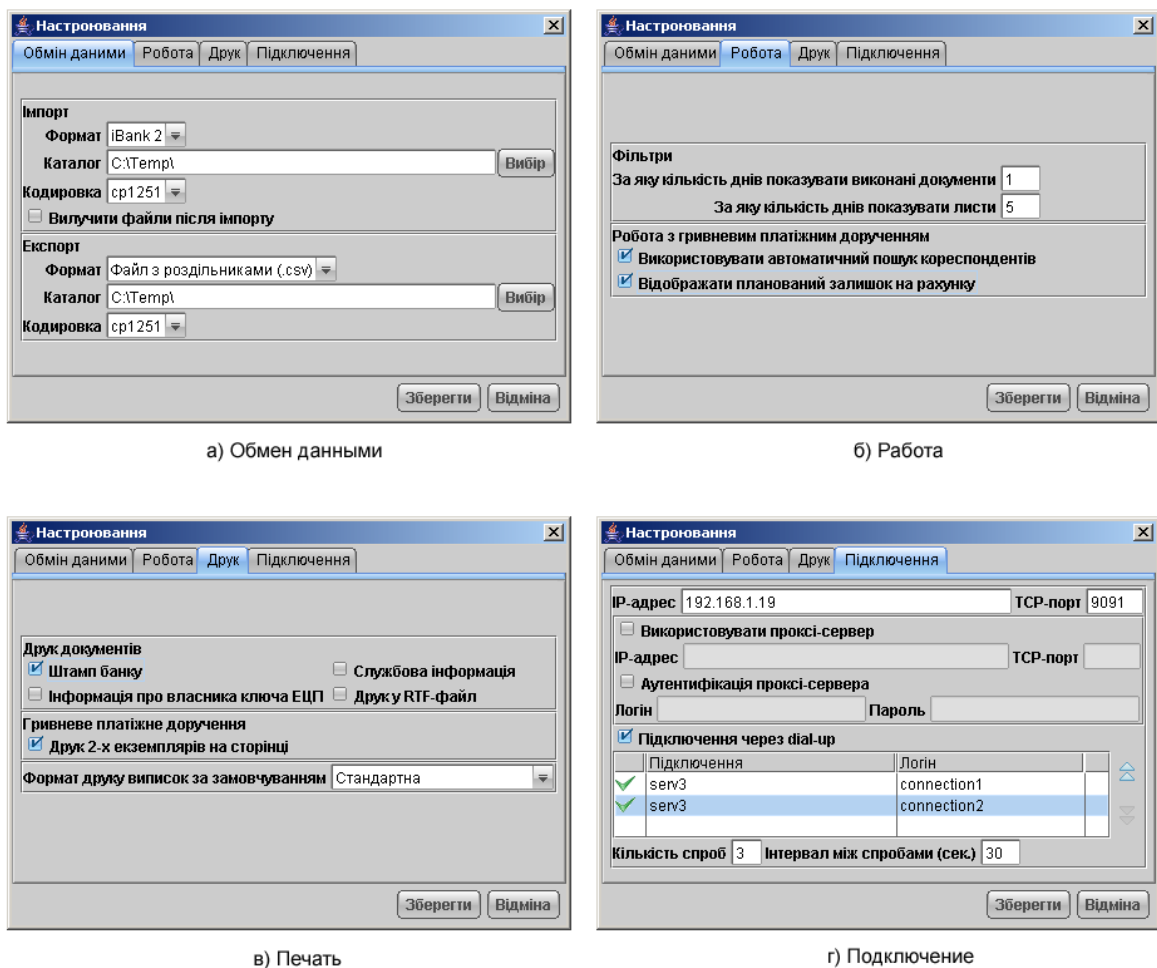 Настроювання
Обмін даними Робота Друк Підключення
Імпорт
Формат iBank 2
Каталог C:\Temp\ Вибір
Кодировка cp1251
Вилучити файли після імпорту
Експорт
Формат Файл з роздільниками (.csv)
Каталог C:\Temp\ Вибір
Кодировка cp1251
Зберегти Відміна
а) Обмен данными
Настроювання
Обмін даними Робота Друк Підключення
Фільтри
За яку кількість днів показувати виконані документи 1
За яку кількість днів показувати листи 5
Робота з гривневим платіжним дорученням
Використовувати автоматичний пошук кореспондентів
Відображати планований залишок на рахунку
Зберегти Відміна
б) Работа
Настроювання
Обмін даними Робота Друк Підключення
Друк документів
Штамп банку Службова інформація
Інформація про власника ключа ЕЦП Друк у RTF-файл
Гривневе платіжне доручення
Друк 2-х екземплярів на сторінці
Формат друку виписок за замовчуванням Стандартна
Зберегти Відміна
в) Печать
Настроювання
Обмін даними Робота Друк Підключення
IP-адрес 192.168.1.19 TCP-порт 9091
Використовувати проксі-сервер
IP-адрес TCP-порт
Аутентифікація проксі-сервера
Логін Пароль
Підключення через dial-up
Підключення Логін
serv3 connection1
serv3 connection2
Кількість спроб 3 Інтервал між спробами (сек.) 30
Зберегти Відміна
г) Подключение